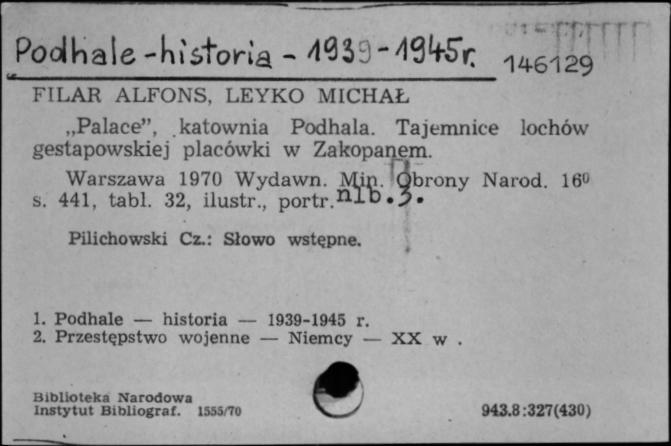 Podhale - historia - 1939-1945r.
146129
FILAR ALFONS, LEYKO MICHAŁ
„Palace”, katownia Podhala. Tajemnice lochów
gestapowskiej placówki w Zakopanem.
Warszawa 1970 Wydawn. Min. Obrony Narod. 16⁰
s. 441, tabl. 32, ilustr., portr. nlb. 3.
Pilichowski Cz.: Słowo wstępne.
1. Podhale — historia — 1939-1945 r.
2. Przestępstwo wojenne — Niemcy — XX w .
Biblioteka Narodowa
Instytut Bibliograf. 1555/70
943.8:327(430)